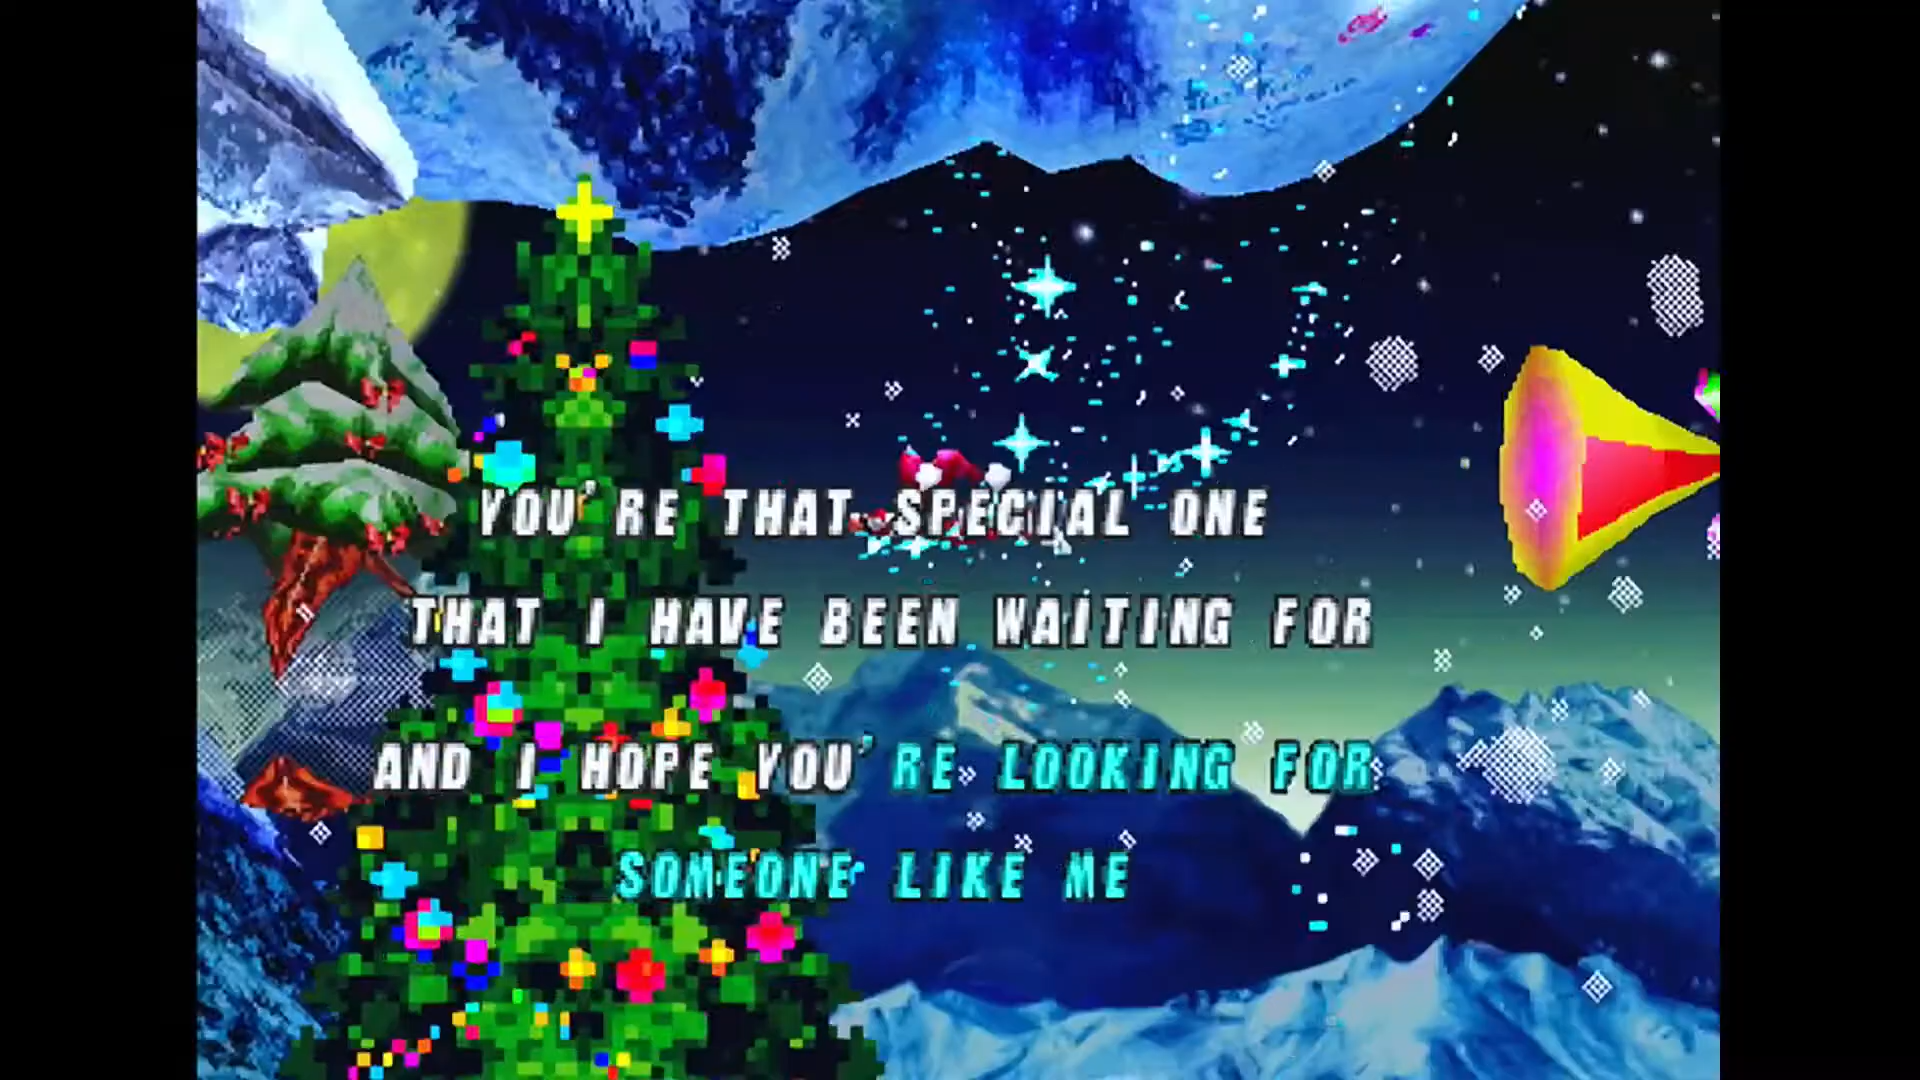 YOU'RE THAT SPECIAL ONE
THAT I HAVE BEEN WAITING FOR
AND I HOPE YOU'RE LOOKING FOR
SOMEONE LIKE ME